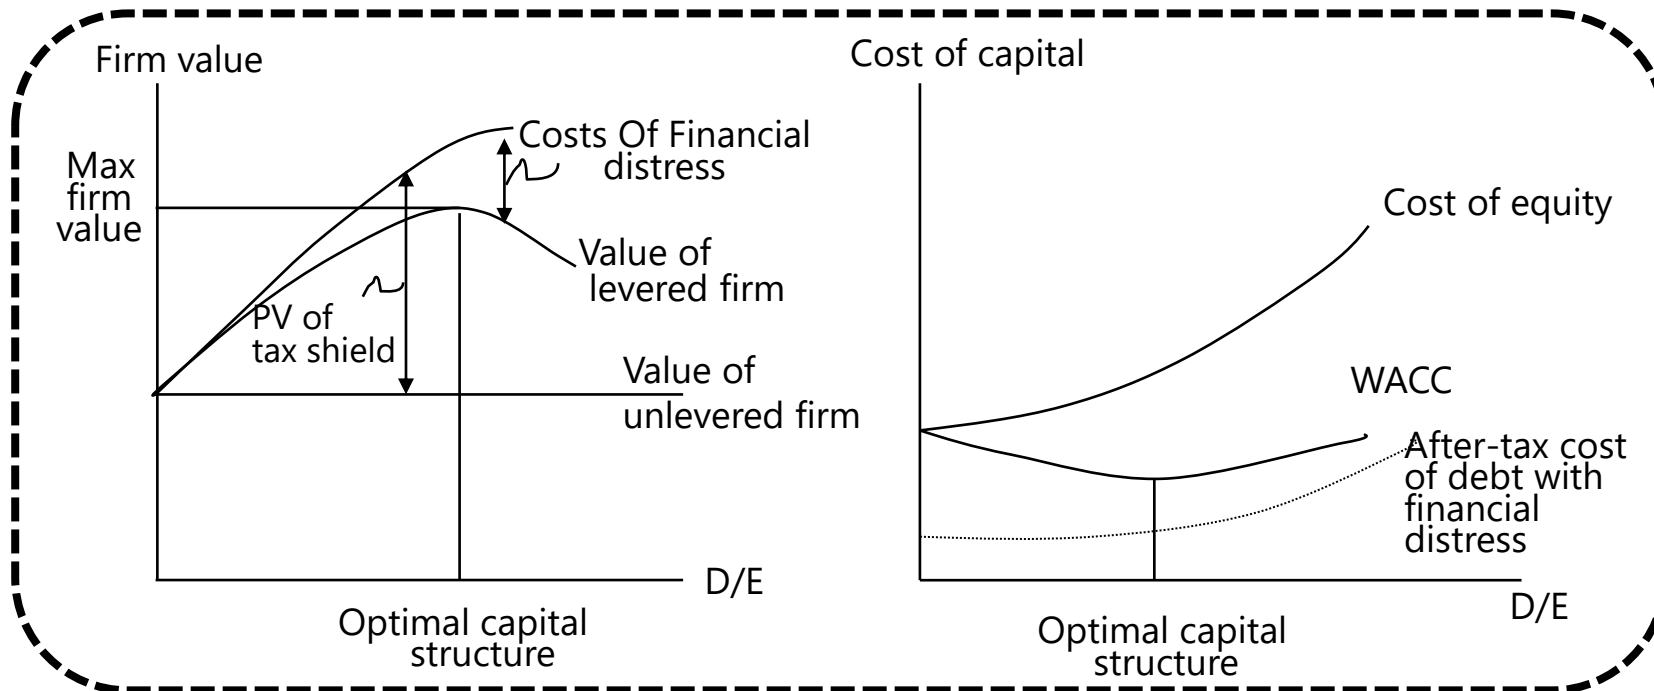 Firm value
Max
firm
value
Costs Of Financial
distress
Value of
levered firm
PV of
tax shield
Value of
unlevered firm
D/E
Optimal capital
structure
Cost of capital
Cost of equity
WACC
After-tax cost
of debt with
financial
distress
D/E
Optimal capital
structure